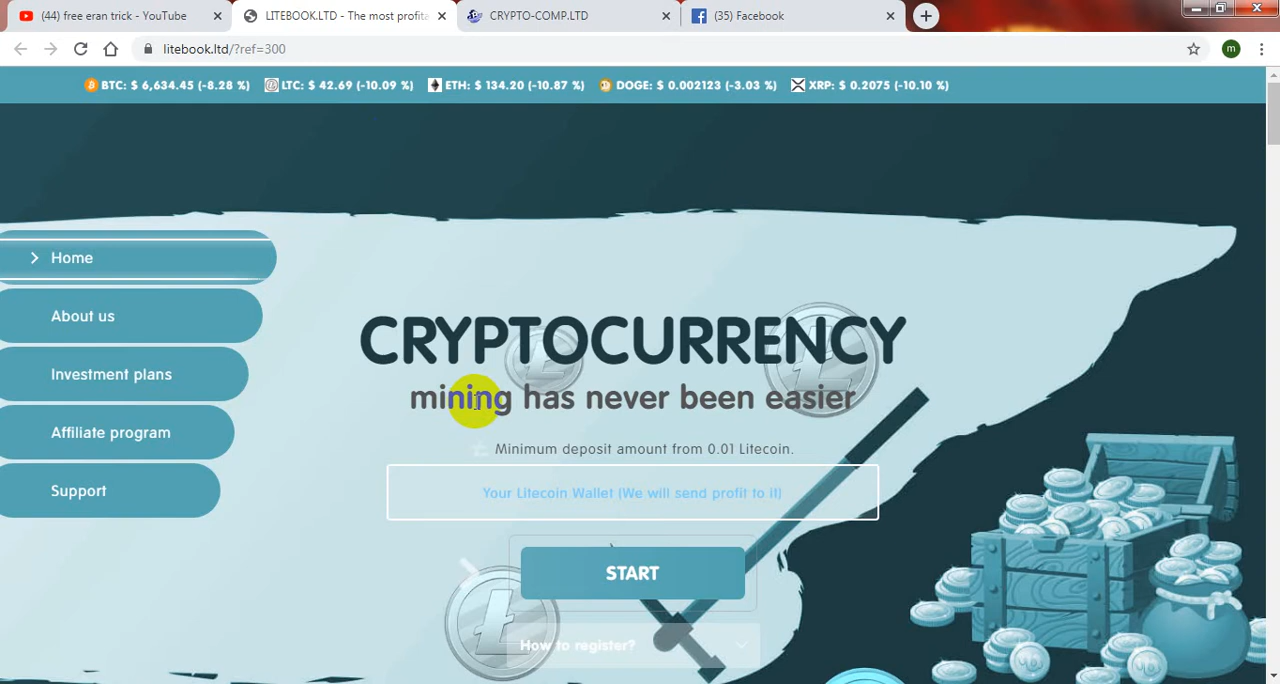 (44) free eran trick - YouTube
LITEBOOK.LTD - The most profita
CRYPTO-COMP.LTD
(35) Facebook
litebook.ltd/?ref=300
m
BTC: $ 6,634.45 (-8.28 %)
LTC: $ 42.69 (-10.09 %)
ETH: $ 134.20 (-10.87 %)
DOGE: $ 0.002123 (-3.03 %)
XRP: $ 0.2075 (-10.10 %)
Home
About us
Investment plans
Affiliate program
Support
CRYPTOCURRENCY
mining has never been easier
Minimum deposit amount from 0.01 Litecoin.
Your Litecoin Wallet (We will send profit to it)
START
How to register?